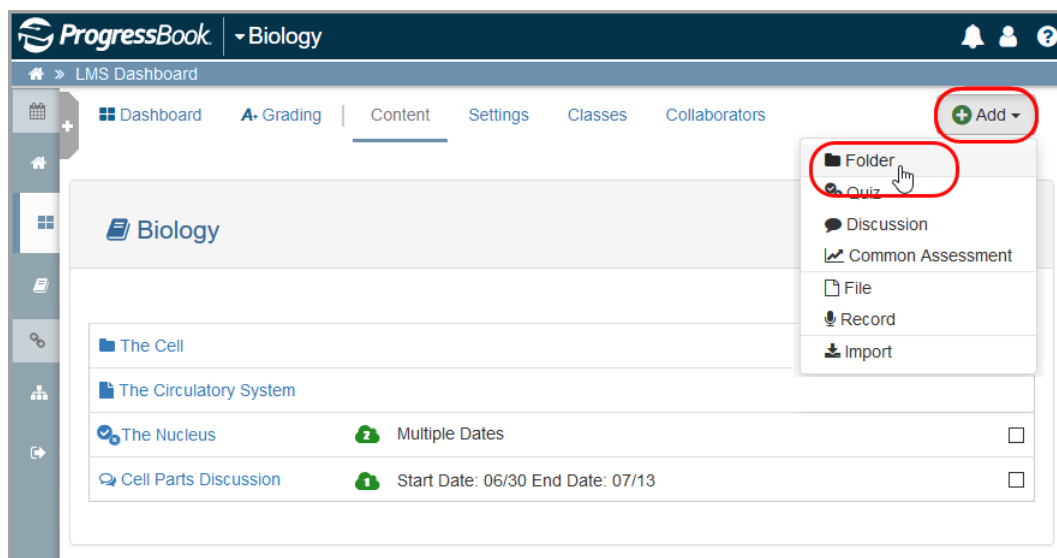 ProgressBook. Biology
» LMS Dashboard
Dashboard A+ Grading | Content Settings Classes Collaborators Add
Folder
Quiz
Discussion
Common Assessment
File
Record
Import
Biology
The Cell
The Circulatory System
The Nucleus 2 Multiple Dates
Cell Parts Discussion 1 Start Date: 06/30 End Date: 07/13